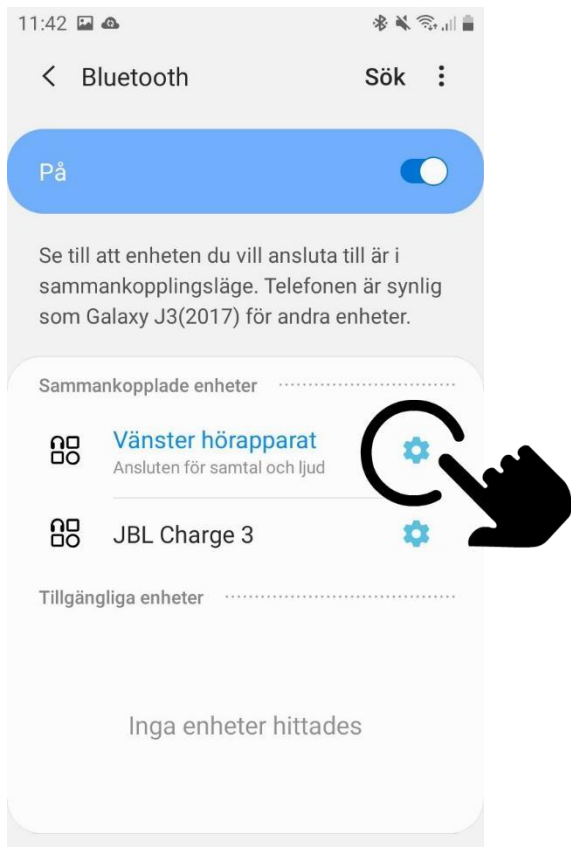 11:42
Bluetooth Sök
På
Se till att enheten du vill ansluta till är i
sammankopplingsläge. Telefonen är synlig
som Galaxy J3(2017) för andra enheter.
Sammankopplade enheter
Vänster hörapparat
Ansluten för samtal och ljud
JBL Charge 3
Tillgängliga enheter
Inga enheter hittades